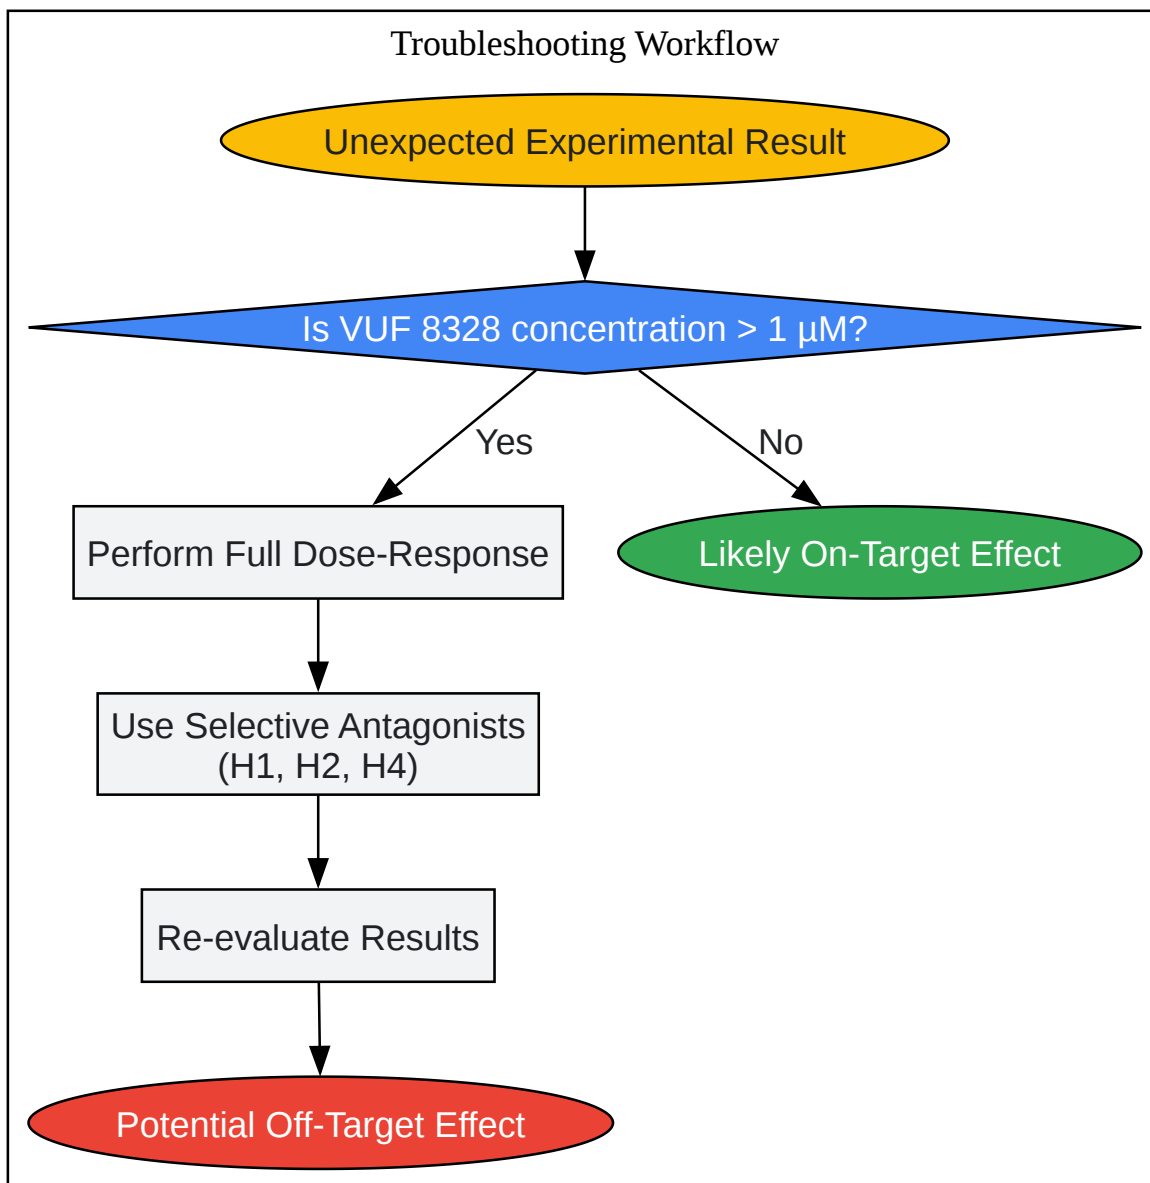 Troubleshooting Workflow
Unexpected Experimental Result
Is VUF 8328 concentration > 1 µM?
Yes
No
Perform Full Dose-Response
Likely On-Target Effect
Use Selective Antagonists
(H1, H2, H4)
Re-evaluate Results
Potential Off-Target Effect